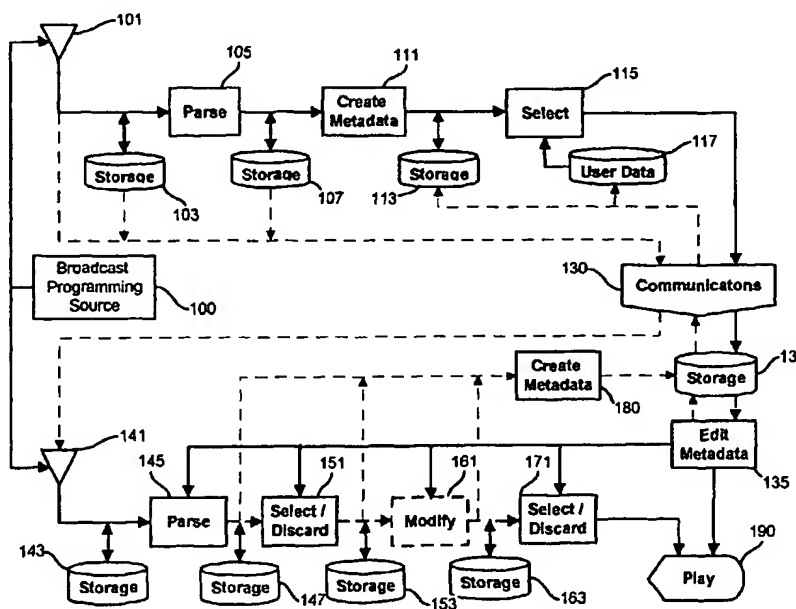 101
105
111
115
Parse
Create
Metadata
Select
117
Storage
103
Storage
107
Storage
113
User Data
Broadcast
Programming
Source
100
130
Communicatons
13
Storage
Create
Metadata
180
141
145
151
161
171
Edit
Metadata
135
Parse
Select /
Discard
Modify
Select /
Discard
190
143
Storage
Storage
147
Storage
153
Storage
163
Play